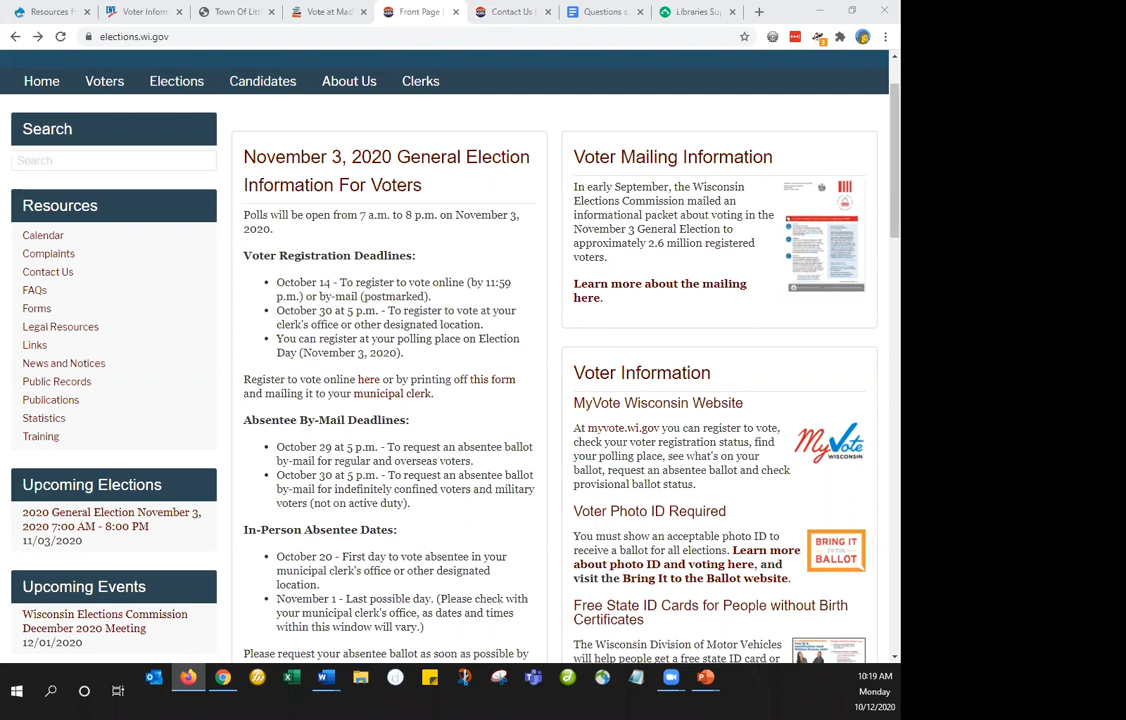 Resources f
Voter Inform
Town Of Litt
Vote at Mad
Front Page
Contact Us
Questions s
Libraries Sup
elections.wi.gov
3
Home
Voters
Elections
Candidates
About Us
Clerks
Search
Search
Resources
Calendar
Complaints
Contact Us
FAQs
Forms
Legal Resources
Links
News and Notices
Public Records
Publications
Statistics
Training
Upcoming Elections
2020 General Election November 3,
2020 7:00 AM - 8:00 PM
11/03/2020
Upcoming Events
Wisconsin Elections Commission
December 2020 Meeting
12/01/2020
November 3, 2020 General Election
Information For Voters
Polls will be open from 7 a.m. to 8 p.m. on November 3,
2020.
Voter Registration Deadlines:
October 14 - To register to vote online (by 11:59
p.m.) or by-mail (postmarked).
October 30 at 5 p.m. - To register to vote at your
clerk's office or other designated location.
You can register at your polling place on Election
Day (November 3, 2020).
Register to vote online here or by printing off this form
and mailing it to your municipal clerk.
Absentee By-Mail Deadlines:
October 29 at 5 p.m. - To request an absentee ballot
by-mail for regular and overseas voters.
October 30 at 5 p.m. - To request an absentee ballot
by-mail for indefinitely confined voters and military
voters (not on active duty).
In-Person Absentee Dates:
October 20 - First day to vote absentee in your
municipal clerk's office or other designated
location.
November 1 - Last possible day. (Please check with
your municipal clerk's office, as dates and times
within this window will vary.)
Please request your absentee ballot as soon as possible by
Voter Mailing Information
In early September, the Wisconsin
Elections Commission mailed an
informational packet about voting in the
November 3 General Election to
approximately 2.6 million registered
voters.
Learn more about the mailing
here.
Voter Information
MyVote Wisconsin Website
At myvote.wi.gov you can register to vote,
check your voter registration status, find
your polling place, see what's on your
ballot, request an absentee ballot and check
provisional ballot status.
MyVote
WISCONSIN
Voter Photo ID Required
You must show an acceptable photo ID to
receive a ballot for all elections. Learn more
about photo ID and voting here, and
visit the Bring It to the Ballot website.
BRING IT
TO THE
BALLOT
Free State ID Cards for People without Birth
Certificates
The Wisconsin Division of Motor Vehicles
will help people get a free state ID card or
10:19 AM
Monday
10/12/2020